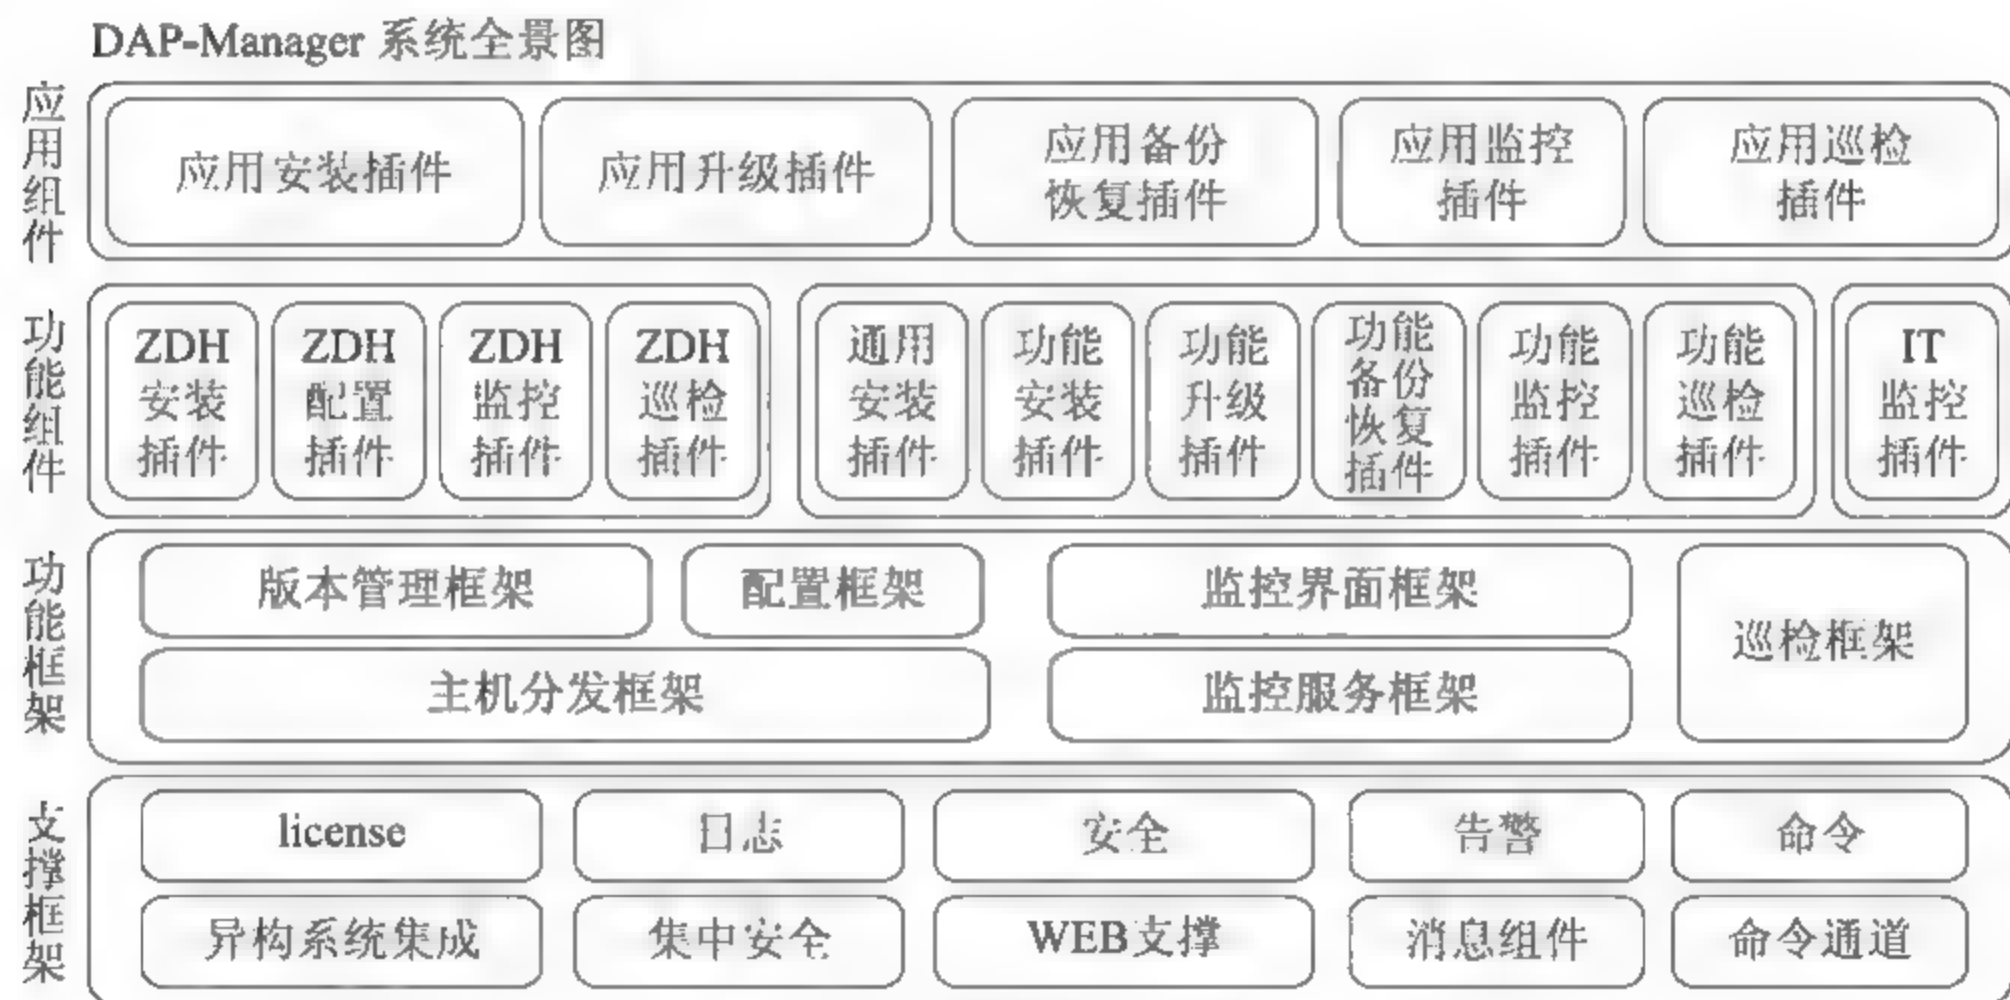 DAP-Manager 系统全景图
应用组件
应用安装插件
应用升级插件
应用备份
恢复插件
应用监控
插件
应用巡检
插件
功能组件
ZDH
安装
插件
ZDH
配置
插件
ZDH
监控
插件
ZDH
巡检
插件
通用
安装
插件
功能
安装
插件
功能
升级
插件
功能
备份
恢复
插件
功能
监控
插件
功能
巡检
插件
IT
监控
插件
功能框架
版本管理框架
配置框架
监控界面框架
巡检框架
主机分发框架
监控服务框架
支撑框架
license
日志
安全
告警
命令
异构系统集成
集中安全
WEB支撑
消息组件
命令通道